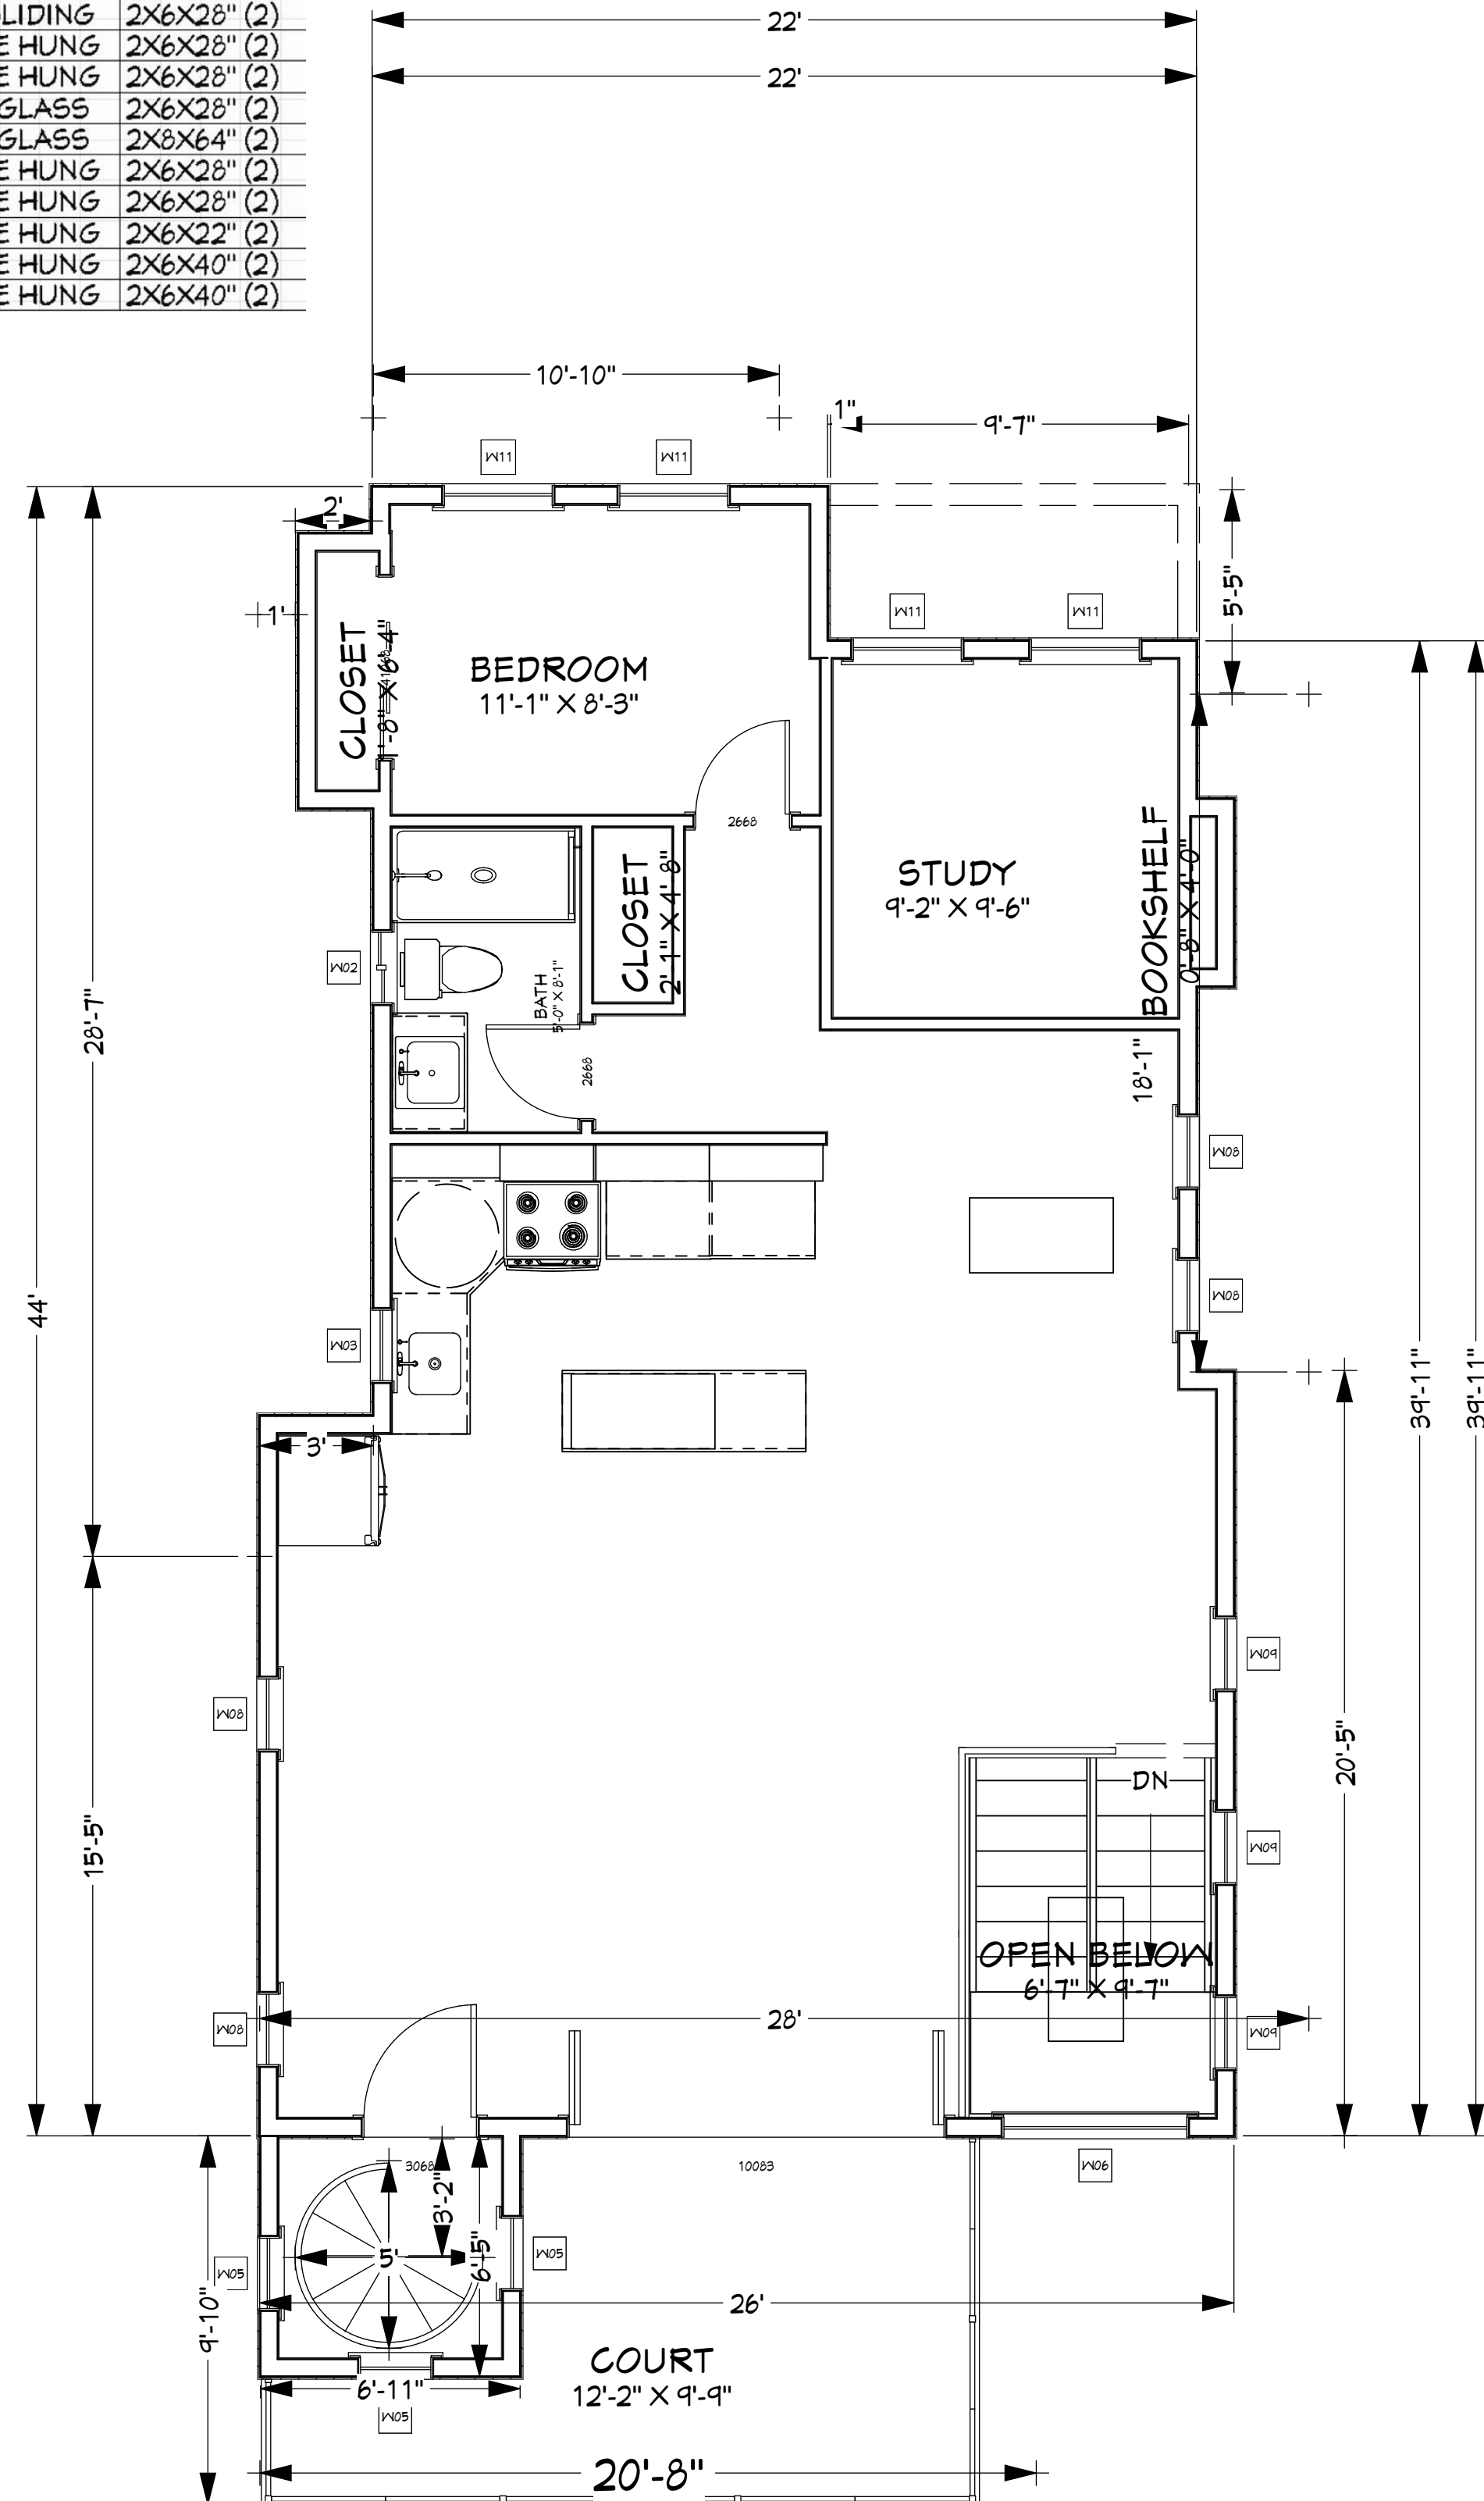 LIDING 2X6X28" (2)
E HUNG 2X6X28" (2)
E HUNG 2X6X28" (2)
GLASS 2X6X28" (2)
GLASS 2X8X64" (2)
E HUNG 2X6X28" (2)
E HUNG 2X6X28" (2)
E HUNG 2X6X22" (2)
E HUNG 2X6X40" (2)
E HUNG 2X6X40" (2)
22'
22'
10'-10"
1"
9'-7"
W11
W11
2'
5'-5"
1'
W11
W11
CLOSET
BEDROOM
11'-1" X 8'-3"
2668
CLOSET
2'-1" X 4'-8"
STUDY
9'-2" X 9'-6"
BOOKSHELF
0'-8" X 4'-0"
W02
BATH
5'-0" X 8'-1"
28'-7"
2668
18'-1"
W08
W08
44'
W03
39'-11"
39'-11"
3'
W09
W08
20'-5"
DN
15'-5"
W09
OPEN BELOW
6'-7" X 9'-7"
28'
W08
W09
3068
10083
W06
3'-2"
5'
6'-5"
W05
W05
26'
9'-10"
COURT
12'-2" X 9'-9"
6'-11"
W05
20'-8"